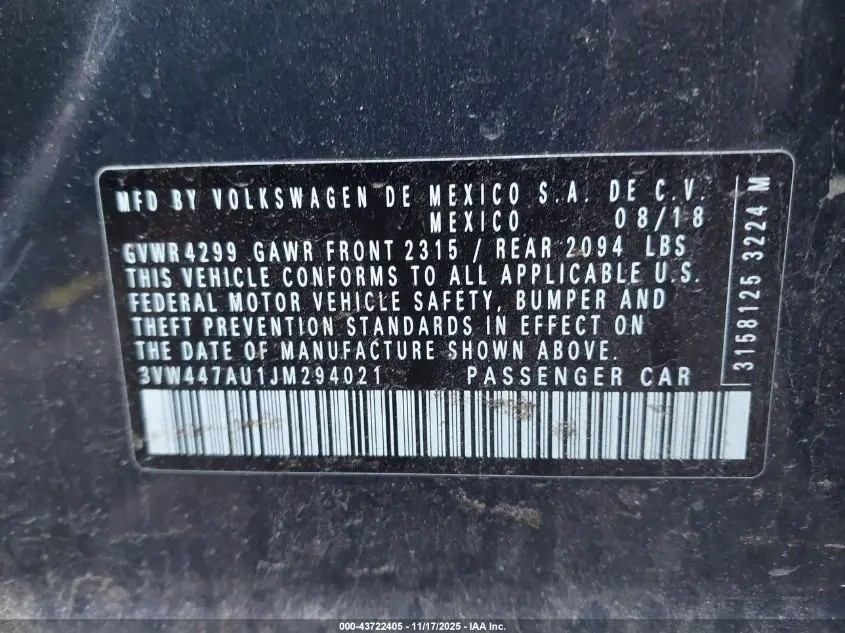 MFD BY VOLKSWAGEN DE MEXICO S.A. DE C.V.
MEXICO 08/18
GVWR 4299 GAWR FRONT 2315 / REAR 2094 LBS
THIS VEHICLE CONFORMS TO ALL APPLICABLE U.S.
FEDERAL MOTOR VEHICLE SAFETY, BUMPER AND
THEFT PREVENTION STANDARDS IN EFFECT ON
THE DATE OF MANUFACTURE SHOWN ABOVE.
3VW447AU1JM294021 PASSENGER CAR
3158125 3224 M
000-43722405 - 11/17/2025 - IAA Inc.